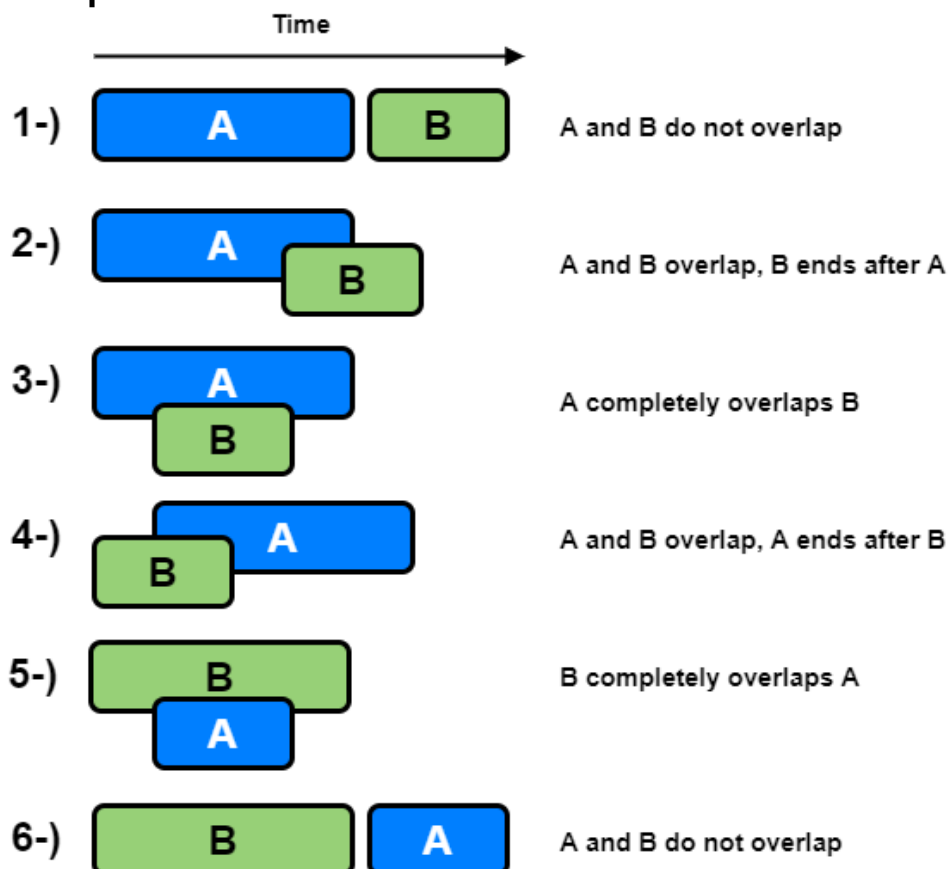 Time
1-) A B A and B do not overlap
2-) A B A and B overlap, B ends after A
3-) A B A completely overlaps B
4-) A B A and B overlap, A ends after B
5-) B A B completely overlaps A
6-) B A A and B do not overlap